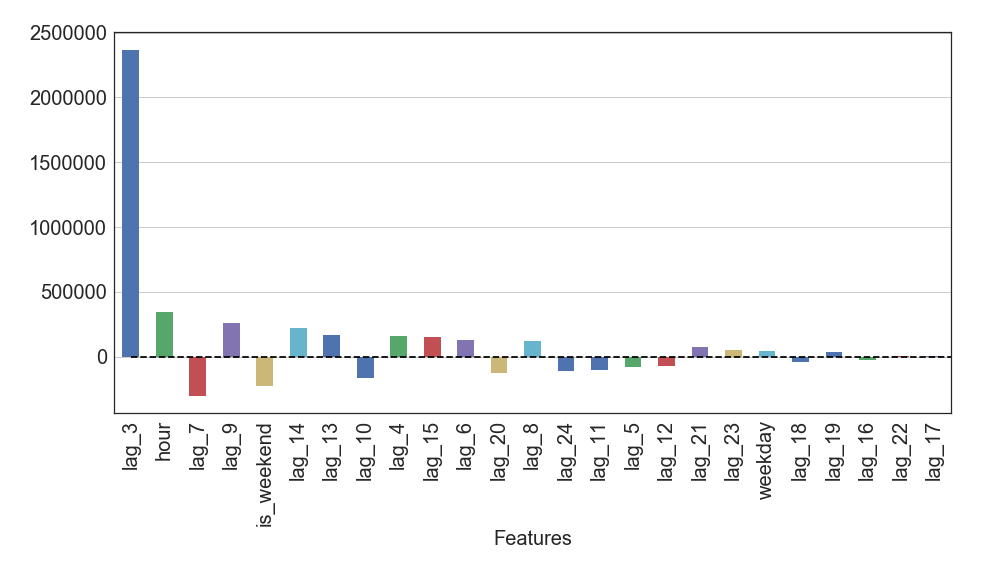 2500000
2000000
1500000
1000000
500000
0
lag_3
hour
lag_7
lag_9
is_weekend
lag_14
lag_13
lag_10
lag_4
lag_15
lag_6
lag_20
lag_8
lag_24
lag_11
lag_5
lag_12
lag_21
lag_23
weekday
lag_18
lag_19
lag_16
lag_22
lag_17
Features